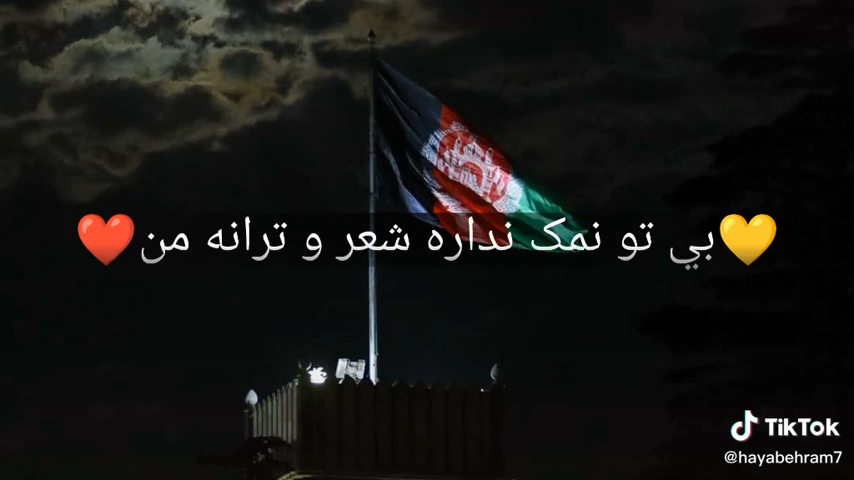 💛بي تو نمک نداره شعر و ترانه من❤️
TikTok
@hayabehram7